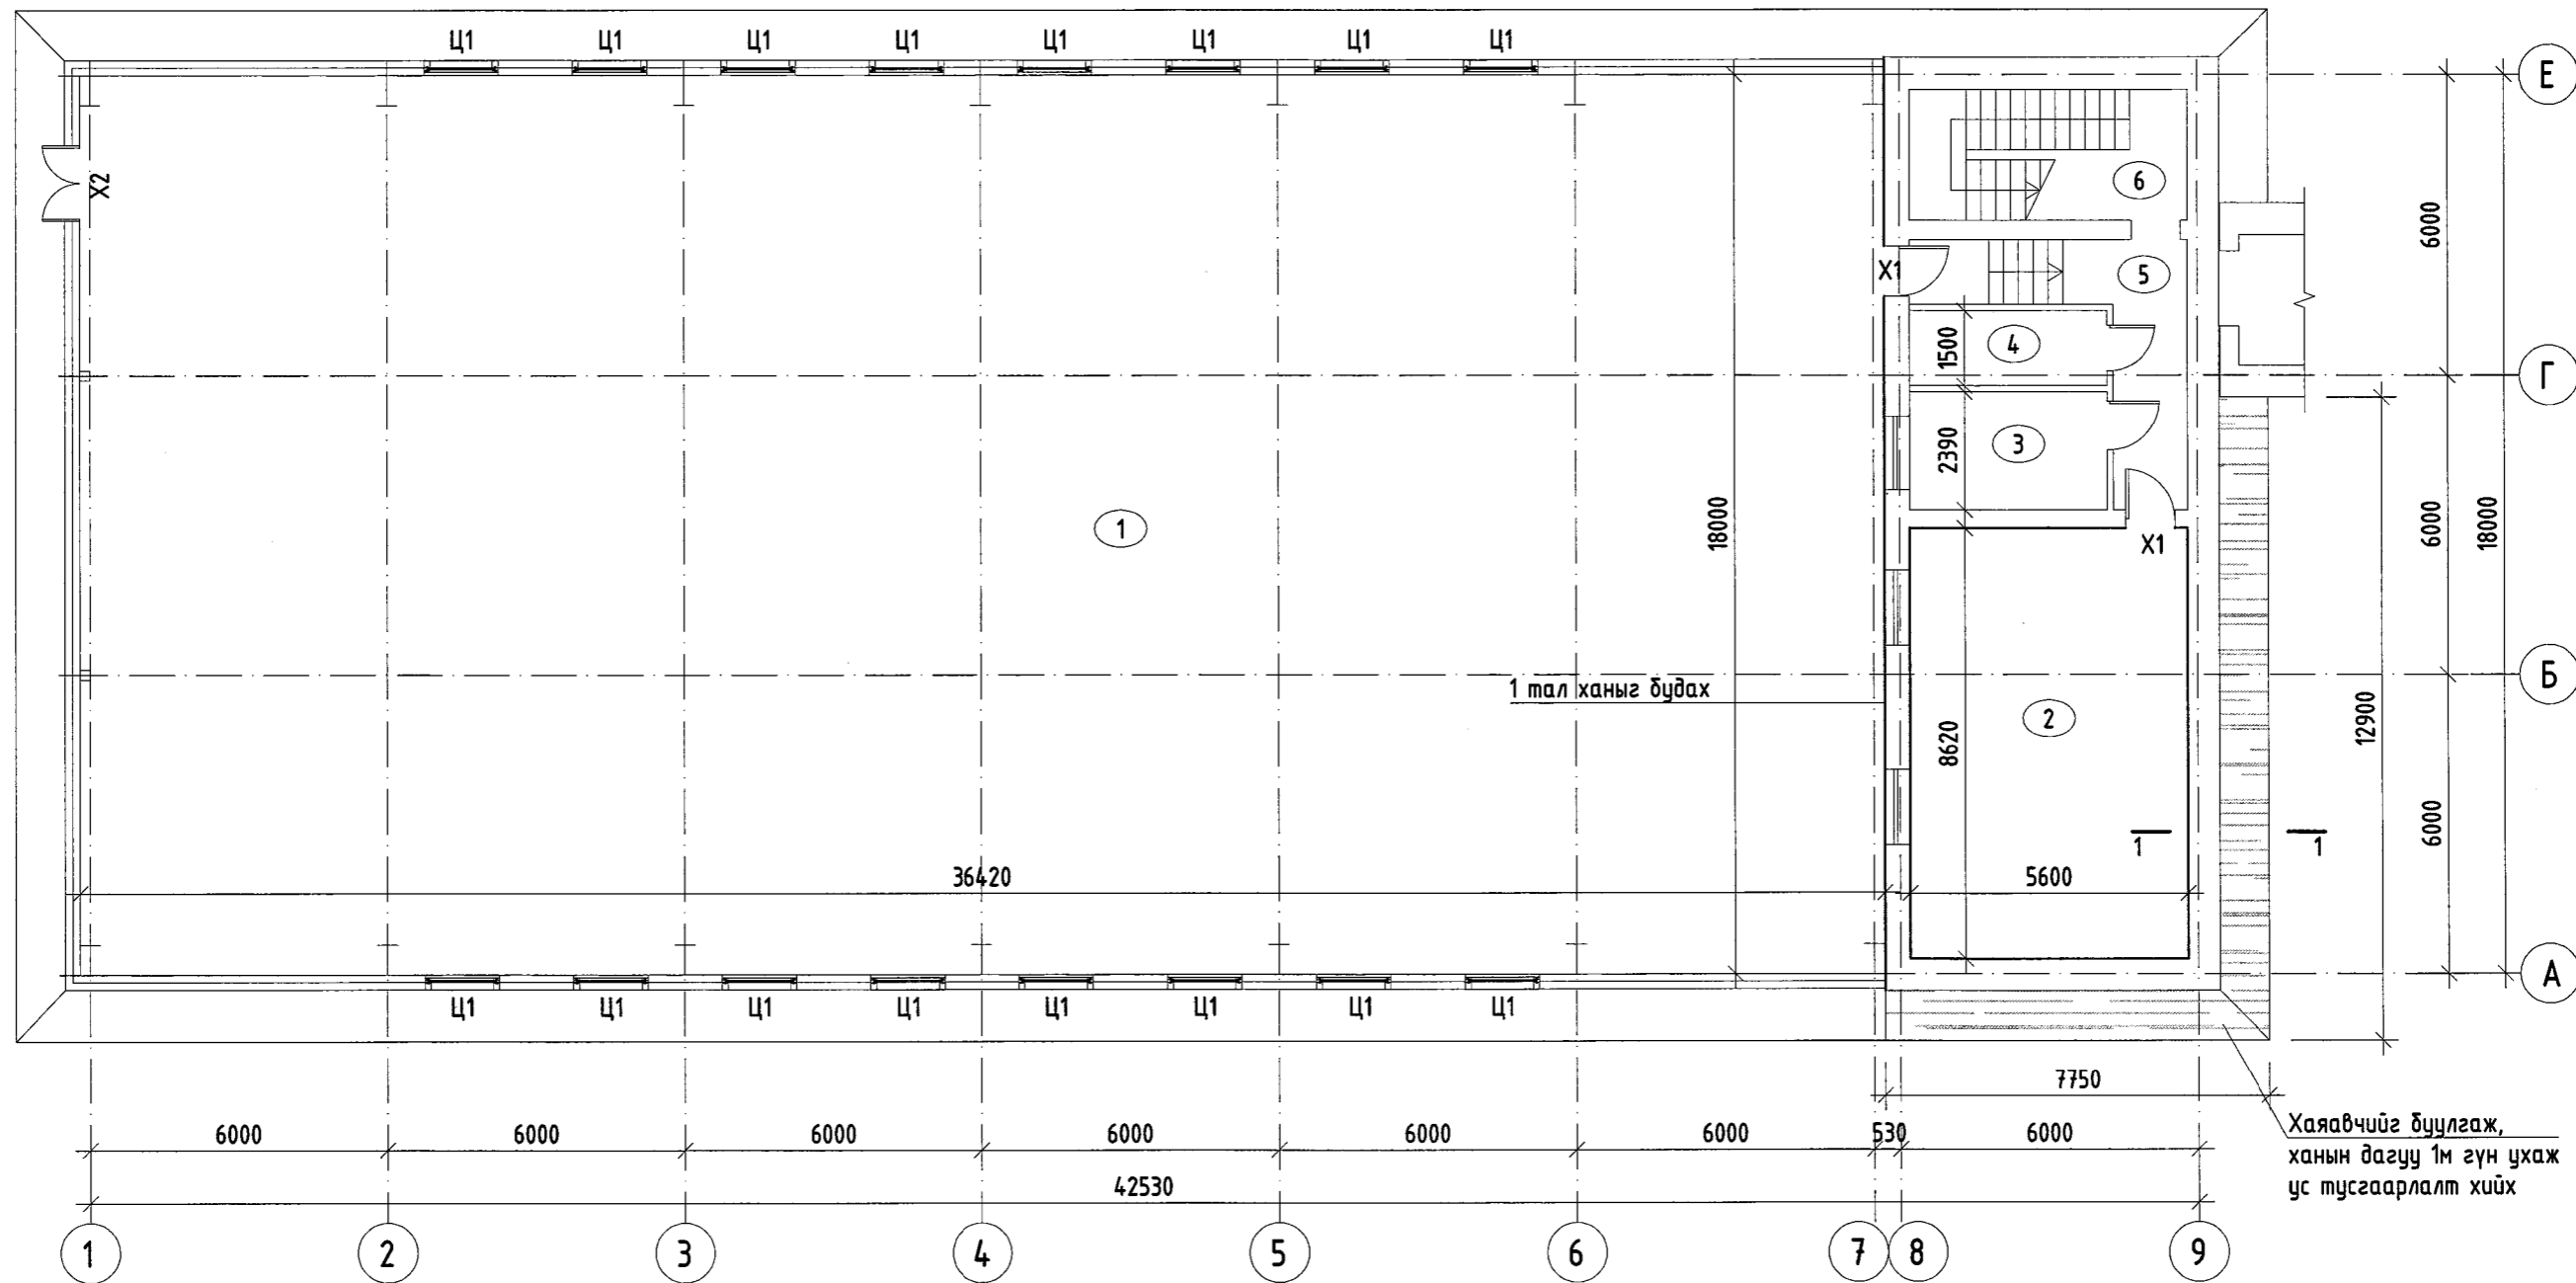 Ц1 Ц1 Ц1 Ц1 Ц1 Ц1 Ц1 Ц1
Е
Х2
6
6000
5
Х1
4
1500
Г
3
2390
1
18000
6000
18000
Х1
1 тал ханыг будах
Б
2
8620
12900
6000
1 1
36420
5600
А
Ц1 Ц1 Ц1 Ц1 Ц1 Ц1 Ц1 Ц1
7750
Хаяавчийг буулгаж,
ханын дагуу 1м гүн ухаж
ус тусгаарлалт хийх
6000 6000 6000 6000 6000 6000 530 6000
42530
1 2 3 4 5 6 7 8 9